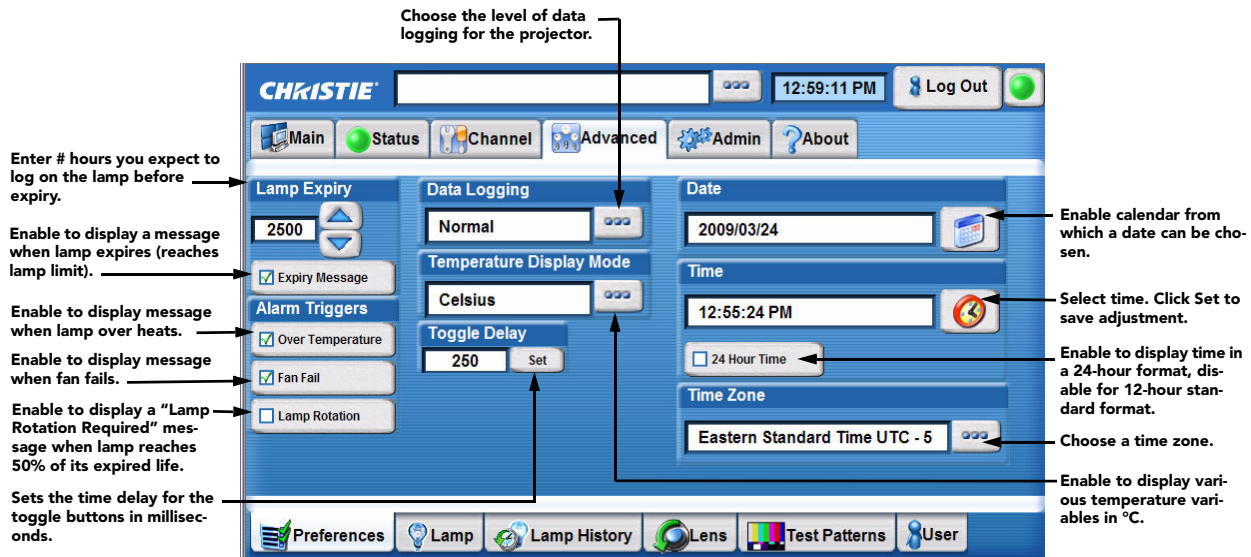 Choose the level of data
logging for the projector.
CHRISTIE
12:59:11 PM
Log Out
Main
Status
Channel
Advanced
Admin
About
Enter # hours you expect to
log on the lamp before
expiry.
Enable to display a message
when lamp expires (reaches
lamp limit).
Enable to display message
when lamp over heats.
Enable to display message
when fan fails.
Enable to display a “Lamp
Rotation Required” mes-
sage when lamp reaches
50% of its expired life.
Sets the time delay for the
toggle buttons in millisec-
onds.
Lamp Expiry
2500
Expiry Message
Alarm Triggers
Over Temperature
Fan Fail
Lamp Rotation
Data Logging
Normal
Temperature Display Mode
Celsius
Toggle Delay
250
Set
Date
2009/03/24
Time
12:55:24 PM
24 Hour Time
Time Zone
Eastern Standard Time UTC - 5
Enable calendar from
which a date can be cho-
sen.
Select time. Click Set to
save adjustment.
Enable to display time in
a 24-hour format, dis-
able for 12-hour stan-
dard format.
Choose a time zone.
Enable to display vari-
ous temperature vari-
ables in °C.
Preferences
Lamp
Lamp History
Lens
Test Patterns
User